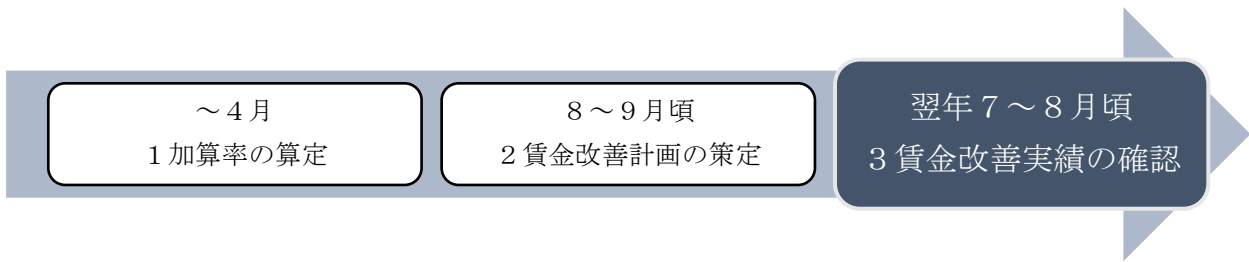 ～４月
１加算率の算定
８～９月頃
２賃金改善計画の策定
翌年７～８月頃
３賃金改善実績の確認